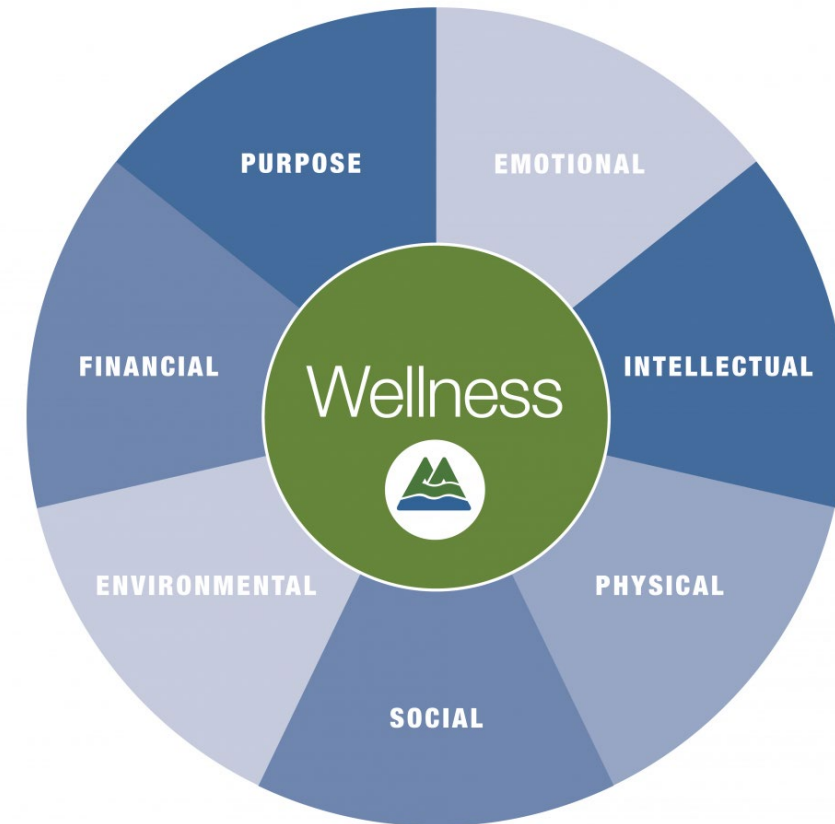 PURPOSE
EMOTIONAL
FINANCIAL
Wellness
INTELLECTUAL
ENVIRONMENTAL
PHYSICAL
SOCIAL